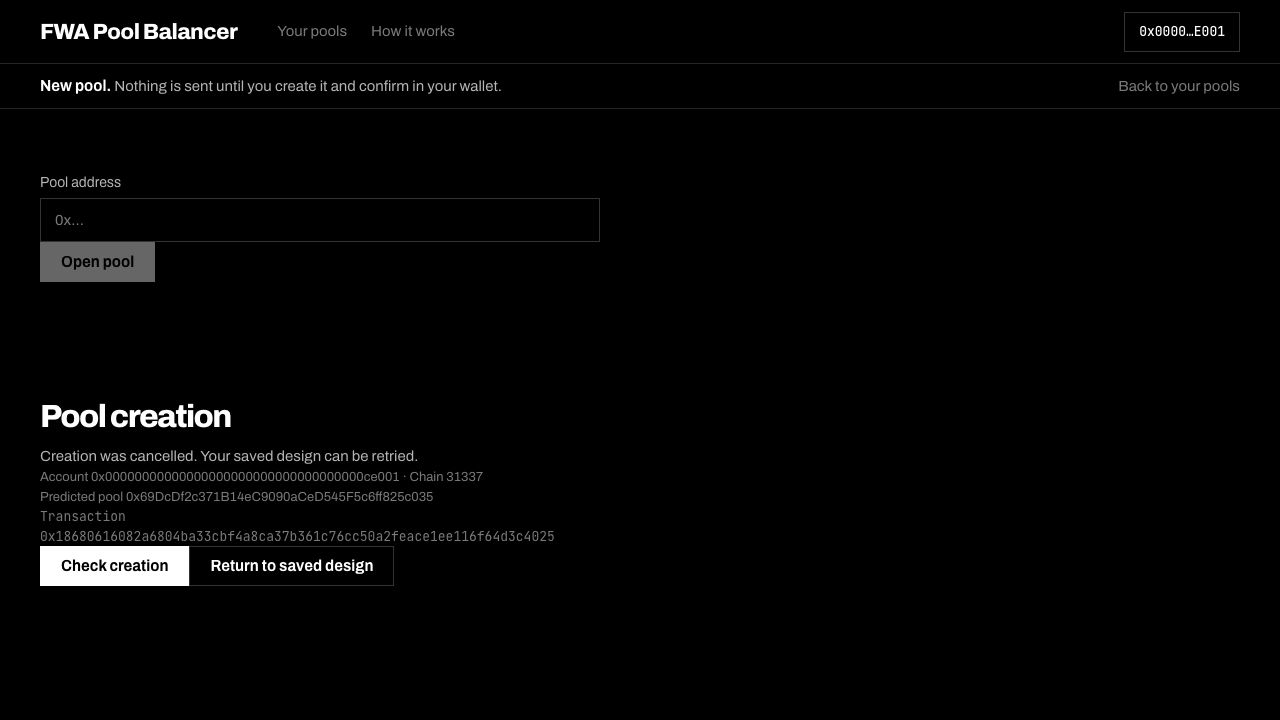 FWA Pool Balancer
Your pools
How it works
0x0000…E001
New pool. Nothing is sent until you create it and confirm in your wallet.
Back to your pools
Pool address
0x...
Open pool
Pool creation
Creation was cancelled. Your saved design can be retried.
Account 0x00000000000000000000000000000000000ce001 · Chain 31337
Predicted pool 0x69DcDf2c371B14eC9090aCeD545F5c6ff825c035
Transaction
0x18680616082a6804ba33cbf4a8ca37b361c76cc50a2feace1ee116f64d3c4025
Check creation
Return to saved design